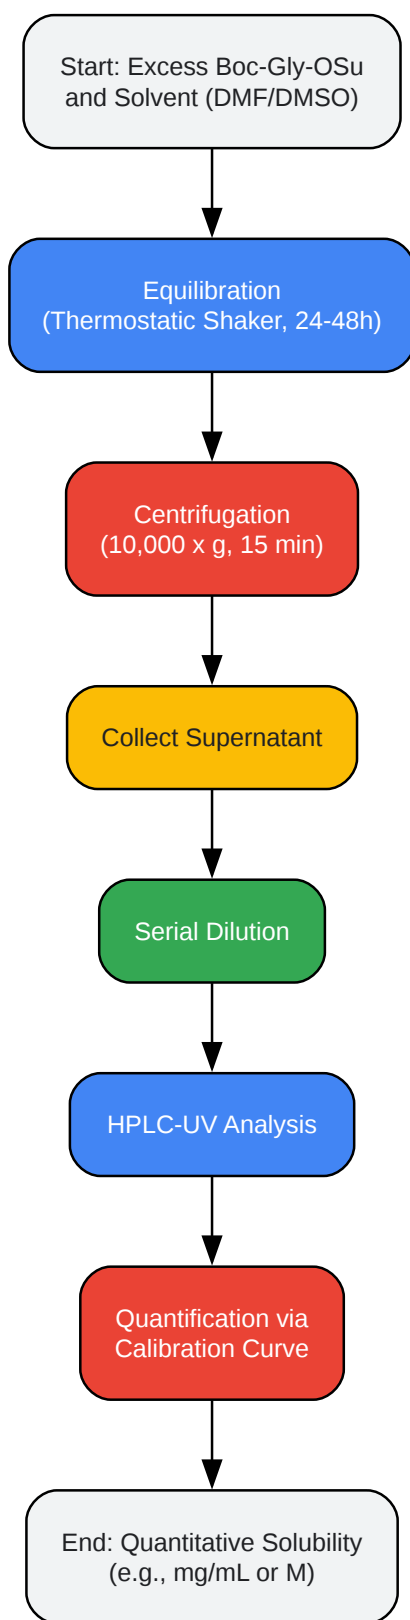 Start: Excess Boc-Gly-OSu
and Solvent (DMF/DMSO)
Equilibration
(Thermostatic Shaker, 24-48h)
Centrifugation
(10,000 x g, 15 min)
Collect Supernatant
Serial Dilution
HPLC-UV Analysis
Quantification via
Calibration Curve
End: Quantitative Solubility
(e.g., mg/mL or M)